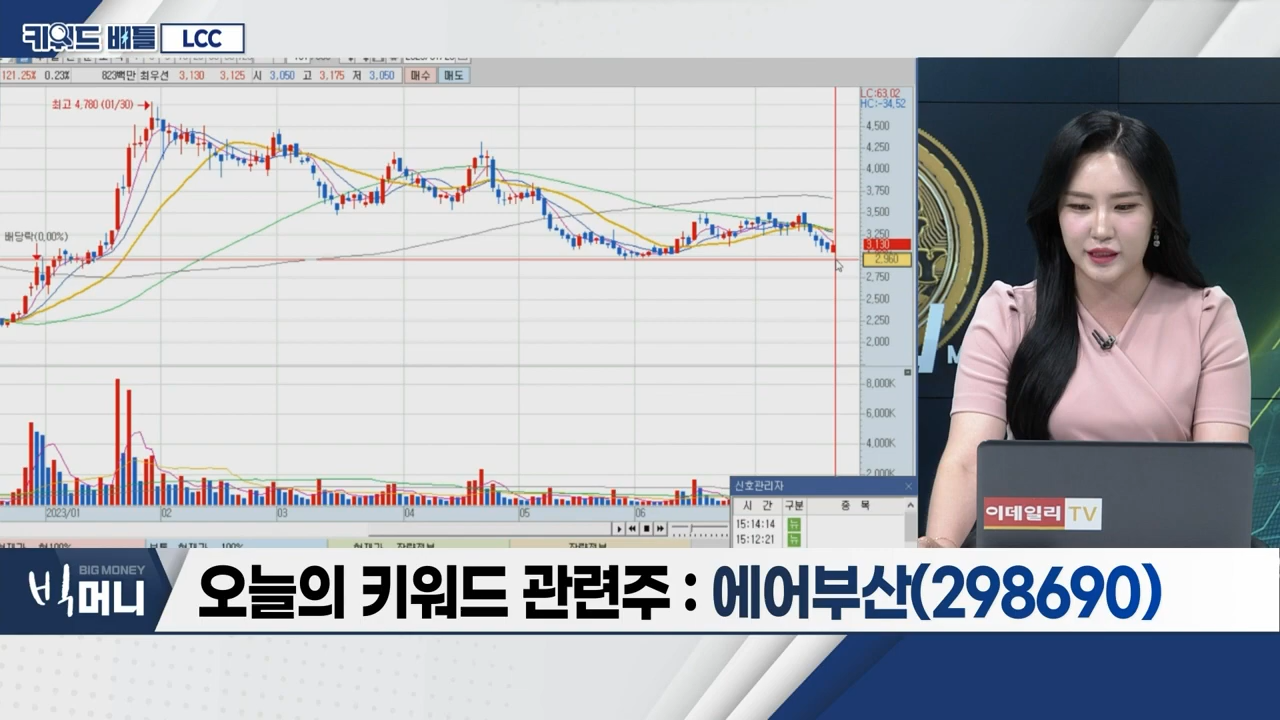 키워드 배틀 LCC
121.25% 0.23% 823백만 최우선 3,130 3,125 시 3,050 고 3,175 저 3,050 매수 매도
최고 4,780 (01/30)
LC:63.02
HC:-34.52
4,500
4,250
4,000
3,750
3,500
3,250
배당락(0.00%)
3,130
2,960
2,750
2,500
2,250
2,000
8,000K
6,000K
4,000K
2,000K
신호관리자
시 간 구분 종 목
15:14:14 뉴
15:12:21 뉴
2023/01 02 03 04 05 06
이데일리 TV
BIG MONEY
빅머니
오늘의 키워드 관련주 : 에어부산(298690)